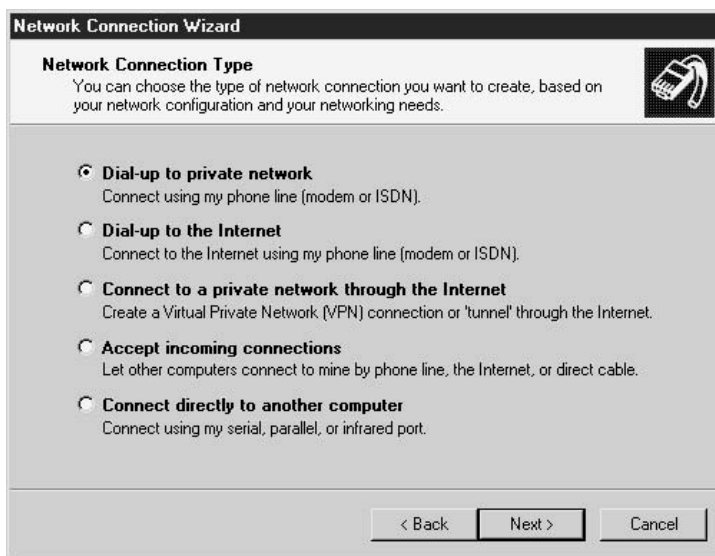 Network Connection Wizard
Network Connection Type
You can choose the type of network connection you want to create, based on
your network configuration and your networking needs.
Dial-up to private network
Connect using my phone line (modem or ISDN).
Dial-up to the Internet
Connect to the Internet using my phone line (modem or ISDN).
Connect to a private network through the Internet
Create a Virtual Private Network (VPN) connection or 'tunnel' through the Internet.
Accept incoming connections
Let other computers connect to mine by phone line, the Internet, or direct cable.
Connect directly to another computer
Connect using my serial, parallel, or infrared port.
< Back Next > Cancel